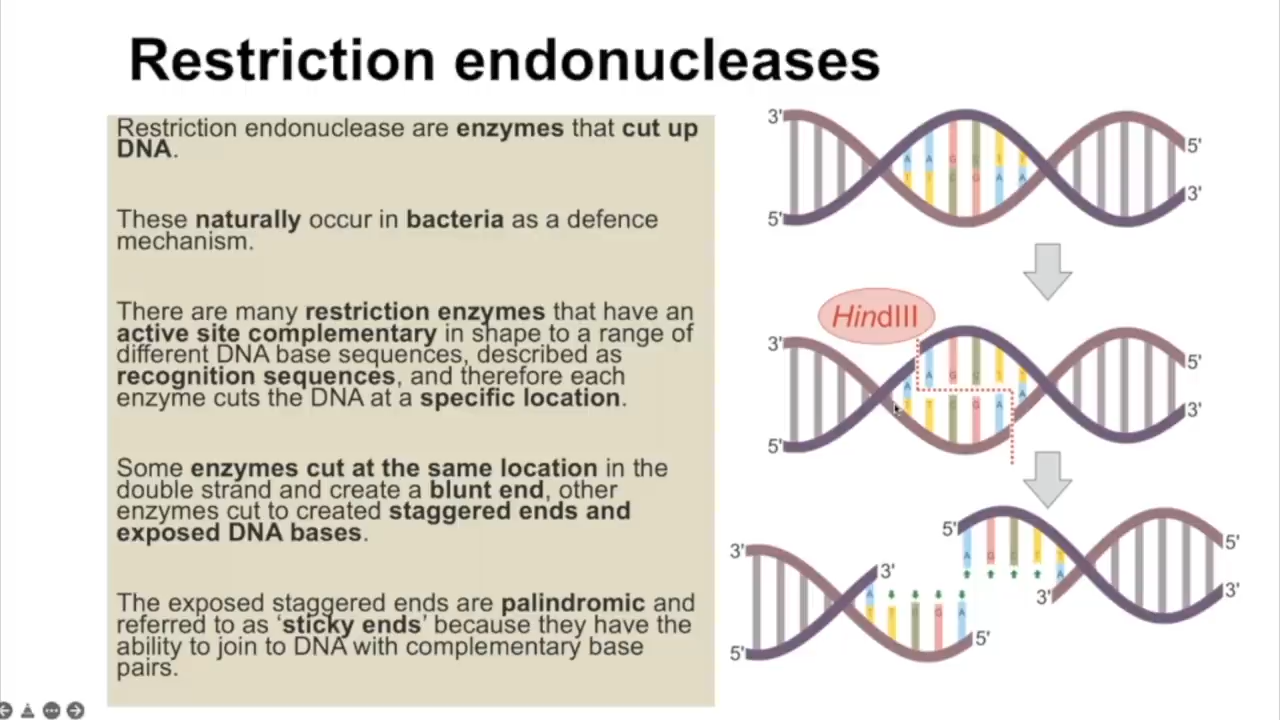 Restriction endonucleases
Restriction endonuclease are enzymes that cut up
DNA.
These naturally occur in bacteria as a defence
mechanism.
There are many restriction enzymes that have an
active site complementary in shape to a range of
different DNA base sequences, described as
recognition sequences, and therefore each
enzyme cuts the DNA at a specific location.
Some enzymes cut at the same location in the
double strand and create a blunt end, other
enzymes cut to created staggered ends and
exposed DNA bases.
The exposed staggered ends are palindromic and
referred to as ‘sticky ends’ because they have the
ability to join to DNA with complementary base
pairs.
3'
5'
A A G
G A A
5'
3'
HindIII
3'
5'
A G T
A
T G G A
A
5'
3'
5'
A G C T T
A
3'
5'
3'
3'
5'
3'
A
T T G A
5'